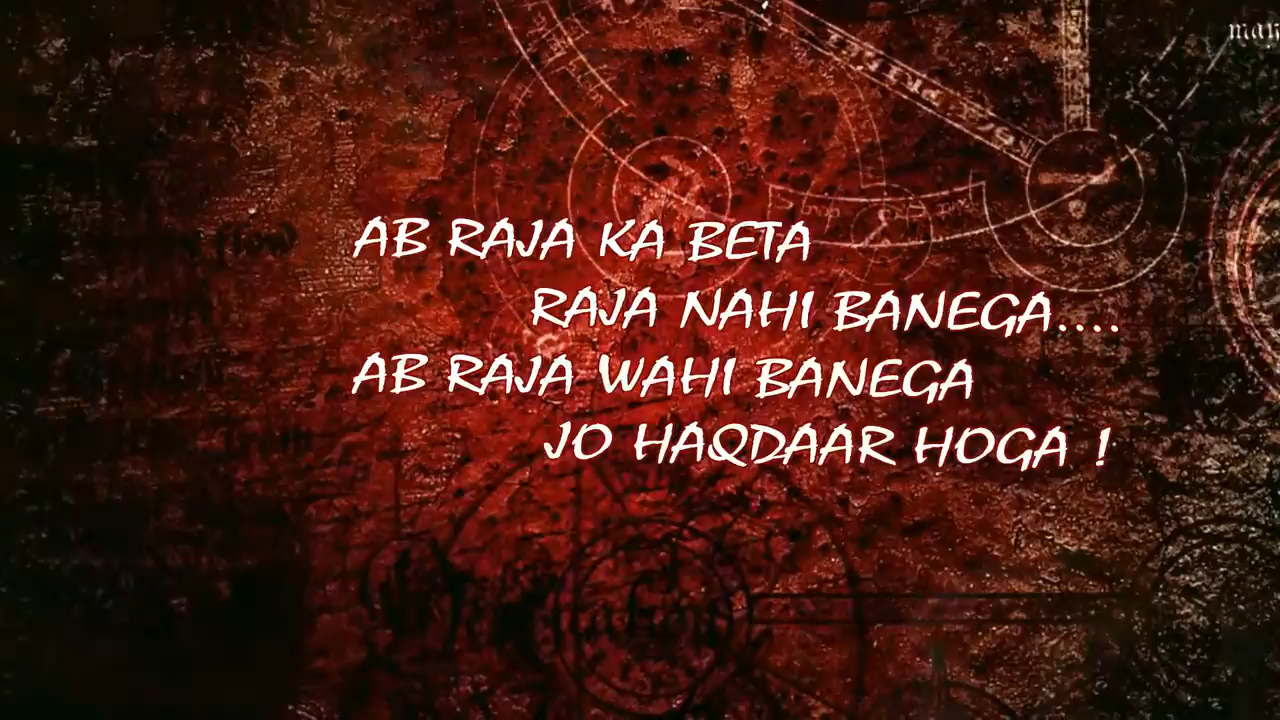 AB RAJA KA BETA
RAJA NAHI BANEGA....
AB RAJA WAHI BANEGA
JO HAQDAAR HOGA !